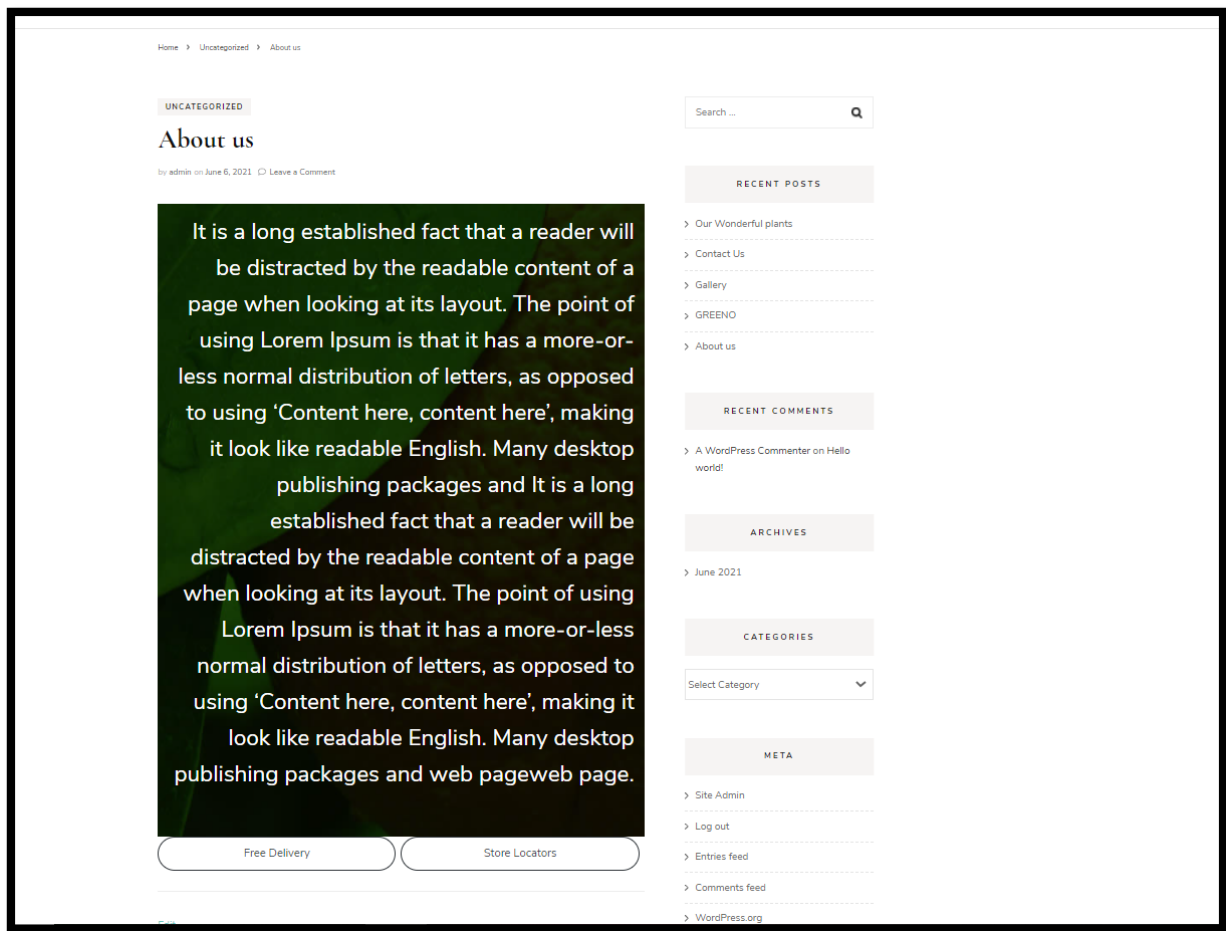 Home > Uncategorized > About us
UNCATEGORIZED
About us
by admin on June 6, 2021 Leave a Comment
It is a long established fact that a reader will
be distracted by the readable content of a
page when looking at its layout. The point of
using Lorem Ipsum is that it has a more-or-
less normal distribution of letters, as opposed
to using ‘Content here, content here’, making
it look like readable English. Many desktop
publishing packages and It is a long
established fact that a reader will be
distracted by the readable content of a page
when looking at its layout. The point of using
Lorem Ipsum is that it has a more-or-less
normal distribution of letters, as opposed to
using ‘Content here, content here’, making it
look like readable English. Many desktop
publishing packages and web pageweb page.
Free Delivery
Store Locators
Search ...
RECENT POSTS
Our Wonderful plants
Contact Us
Gallery
GREENO
About us
RECENT COMMENTS
A WordPress Commenter on Hello
world!
ARCHIVES
June 2021
CATEGORIES
Select Category
META
Site Admin
Log out
Entries feed
Comments feed
WordPress.org